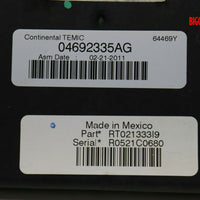 Continental TEMIC
64469Y
04692335AG
Asm Date : 02-21-2011
Made in Mexico
Part# RT02133319
Serial# R0521C0680